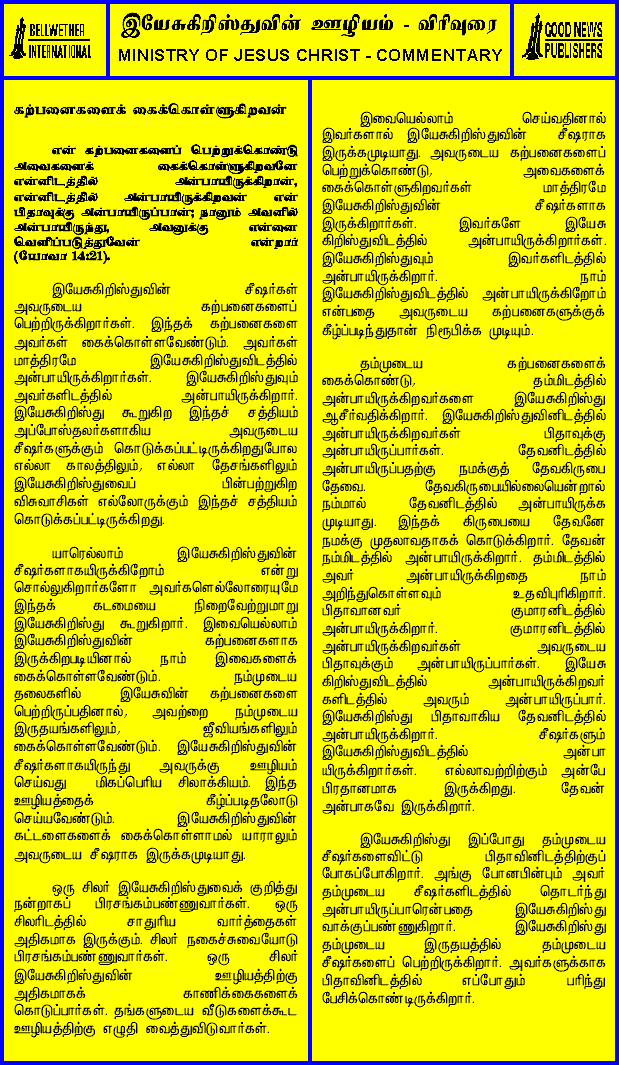 BELLWETHER
INTERNATIONAL
இயேசுகிறிஸ்துவின் ஊழியம் - விரிவுரை
MINISTRY OF JESUS CHRIST - COMMENTARY
GOOD NEWS
PUBLISHERS
கற்பனைகளைக் கைக்கொள்ளுகிறவன்
என் கற்பனைகளைப் பெற்றுக்கொண்டு
அவைகளைக் கைக்கொள்ளுகிறவனே
என்னிடத்தில் அன்பாயிருக்கிறான்,
என்னிடத்தில் அன்பாயிருக்கிறவன் என்
பிதாவுக்கு அன்பாயிருப்பான்; நானும் அவனில்
அன்பாயிருந்து, அவனுக்கு என்னை
வெளிப்படுத்துவேன் என்றார்
(யோவா 14:21).
இயேசுகிறிஸ்துவின் சீஷர்கள்
அவருடைய கற்பனைகளைப்
பெற்றிருக்கிறார்கள். இந்தக் கற்பனைகளை
அவர்கள் கைக்கொள்ளவேண்டும். அவர்கள்
மாத்திரமே இயேசுகிறிஸ்துவிடத்தில்
அன்பாயிருக்கிறார்கள். இயேசுகிறிஸ்துவும்
அவர்களிடத்தில் அன்பாயிருக்கிறார்.
இயேசுகிறிஸ்து கூறுகிற இந்தச் சத்தியம்
அப்போஸ்தலர்களாகிய அவருடைய
சீஷர்களுக்கும் கொடுக்கப்பட்டிருக்கிறதுபோல
எல்லா காலத்திலும், எல்லா தேசங்களிலும்
இயேசுகிறிஸ்துவைப் பின்பற்றுகிற
விசுவாசிகள் எல்லோருக்கும் இந்தச் சத்தியம்
கொடுக்கப்பட்டிருக்கிறது.
யாரெல்லாம் இயேசுகிறிஸ்துவின்
சீஷர்களாகயிருக்கிறோம் என்று
சொல்லுகிறார்களோ அவர்களெல்லோரையுமே
இந்தக் கடமையை நிறைவேற்றுமாறு
இயேசுகிறிஸ்து கூறுகிறார். இவையெல்லாம்
இயேசுகிறிஸ்துவின் கற்பனைகளாக
இருக்கிறபடியினால் நாம் இவைகளைக்
கைக்கொள்ளவேண்டும். நம்முடைய
தலைகளில் இயேசுவின் கற்பனைகளை
பெற்றிருப்பதினால், அவற்றை நம்முடைய
இருதயங்களிலும், ஜீவியங்களிலும்
கைக்கொள்ளவேண்டும். இயேசுகிறிஸ்துவின்
சீஷர்களாகயிருந்து அவருக்கு ஊழியம்
செய்வது மிகப்பெரிய சிலாக்கியம். இந்த
ஊழியத்தைக் கீழ்ப்படிதலோடு
செய்யவேண்டும். இயேசுகிறிஸ்துவின்
கட்டளைகளைக் கைக்கொள்ளாமல் யாராலும்
அவருடைய சீஷராக இருக்கமுடியாது.
ஒரு சிலர் இயேசுகிறிஸ்துவைக் குறித்து
நன்றாகப் பிரசங்கம்பண்ணுவார்கள். ஒரு
சிலரிடத்தில் சாதுரிய வார்த்தைகள்
அதிகமாக இருக்கும். சிலர் நகைச்சுவையோடு
பிரசங்கம்பண்ணுவார்கள். ஒரு சிலர்
இயேசுகிறிஸ்துவின் ஊழியத்திற்கு
அதிகமாகக் காணிக்கைகளைக்
கொடுப்பார்கள். தங்களுடைய வீடுகளைக்கூட
ஊழியத்திற்கு எழுதி வைத்துவிடுவார்கள்.
இவையெல்லாம் செய்வதினால்
இவர்களால் இயேசுகிறிஸ்துவின் சீஷராக
இருக்கமுடியாது. அவருடைய கற்பனைகளைப்
பெற்றுக்கொண்டு, அவைகளைக்
கைக்கொள்ளுகிறவர்கள் மாத்திரமே
இயேசுகிறிஸ்துவின் சீஷர்களாக
இருக்கிறார்கள். இவர்களே இயேசு
கிறிஸ்துவிடத்தில் அன்பாயிருக்கிறார்கள்.
இயேசுகிறிஸ்துவும் இவர்களிடத்தில்
அன்பாயிருக்கிறார். நாம்
இயேசுகிறிஸ்துவிடத்தில் அன்பாயிருக்கிறோம்
என்பதை அவருடைய கற்பனைகளுக்குக்
கீழ்ப்படிந்துதான் நிரூபிக்க முடியும்.
தம்முடைய கற்பனைகளைக்
கைக்கொண்டு, தம்மிடத்தில்
அன்பாயிருக்கிறவர்களை இயேசுகிறிஸ்து
ஆசீர்வதிக்கிறார். இயேசுகிறிஸ்துவினிடத்தில்
அன்பாயிருக்கிறவர்கள் பிதாவுக்கு
அன்பாயிருப்பார்கள். தேவனிடத்தில்
அன்பாயிருப்பதற்கு நமக்குத் தேவகிருபை
தேவை. தேவகிருபையில்லையென்றால்
நம்மால் தேவனிடத்தில் அன்பாயிருக்க
முடியாது. இந்தக் கிருபையை தேவனே
நமக்கு முதலாவதாகக் கொடுக்கிறார். தேவன்
நம்மிடத்தில் அன்பாயிருக்கிறார். தம்மிடத்தில்
அவர் அன்பாயிருக்கிறதை நாம்
அறிந்துகொள்ளவும் உதவிபுரிகிறார்.
பிதாவானவர் குமாரனிடத்தில்
அன்பாயிருக்கிறார். குமாரனிடத்தில்
அன்பாயிருக்கிறவர்கள் அவருடைய
பிதாவுக்கும் அன்பாயிருப்பார்கள். இயேசு
கிறிஸ்துவிடத்தில் அன்பாயிருக்கிறவர்
களிடத்தில் அவரும் அன்பாயிருப்பார்.
இயேசுகிறிஸ்து பிதாவாகிய தேவனிடத்தில்
அன்பாயிருக்கிறார். சீஷர்களும்
இயேசுகிறிஸ்துவிடத்தில் அன்பா
யிருக்கிறார்கள். எல்லாவற்றிற்கும் அன்பே
பிரதானமாக இருக்கிறது. தேவன்
அன்பாகவே இருக்கிறார்.
இயேசுகிறிஸ்து இப்போது தம்முடைய
சீஷர்களைவிட்டு பிதாவினிடத்திற்குப்
போகப்போகிறார். அங்கு போனபின்பும் அவர்
தம்முடைய சீஷர்களிடத்தில் தொடர்ந்து
அன்பாயிருப்பாரென்பதை இயேசுகிறிஸ்து
வாக்குப்பண்ணுகிறார். இயேசுகிறிஸ்து
தம்முடைய இருதயத்தில் தம்முடைய
சீஷர்களைப் பெற்றிருக்கிறார். அவர்களுக்காக
பிதாவினிடத்தில் எப்போதும் பரிந்து
பேசிக்கொண்டிருக்கிறார்.